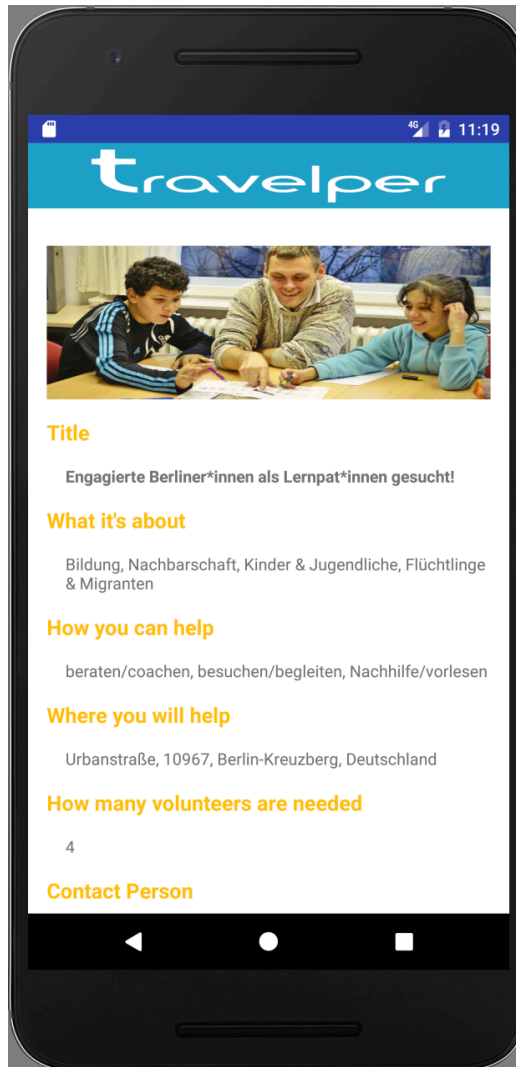 4G 11:19
travelper
Title
Engagierte Berliner*innen als Lernpat*innen gesucht!
What it's about
Bildung, Nachbarschaft, Kinder & Jugendliche, Flüchtlinge
& Migranten
How you can help
beraten/coachen, besuchen/begleiten, Nachhilfe/vorlesen
Where you will help
Urbanstraße, 10967, Berlin-Kreuzberg, Deutschland
How many volunteers are needed
4
Contact Person